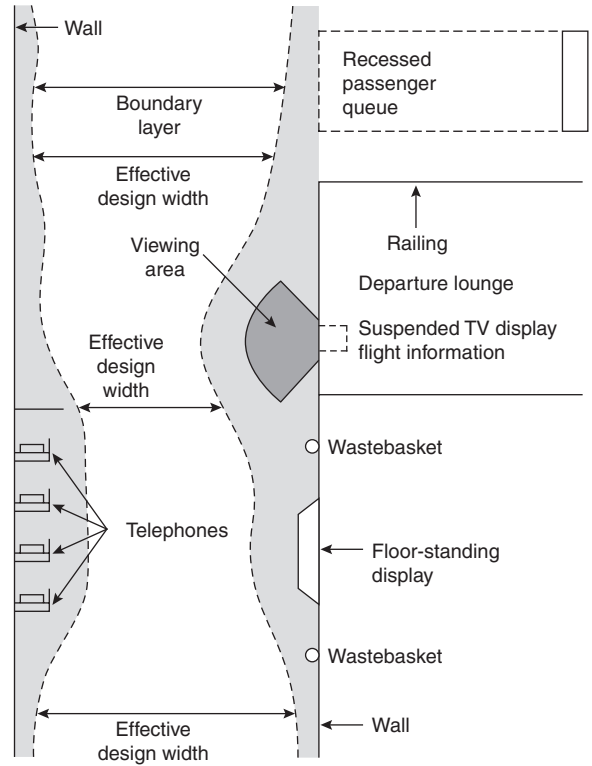 Wall
Recessed
passenger
queue
Boundary
layer
Effective
design width
Viewing
area
Railing
Departure lounge
Suspended TV display
flight information
Effective
design
width
Wastebasket
Telephones
Floor-standing
display
Wastebasket
Effective
design width
Wall